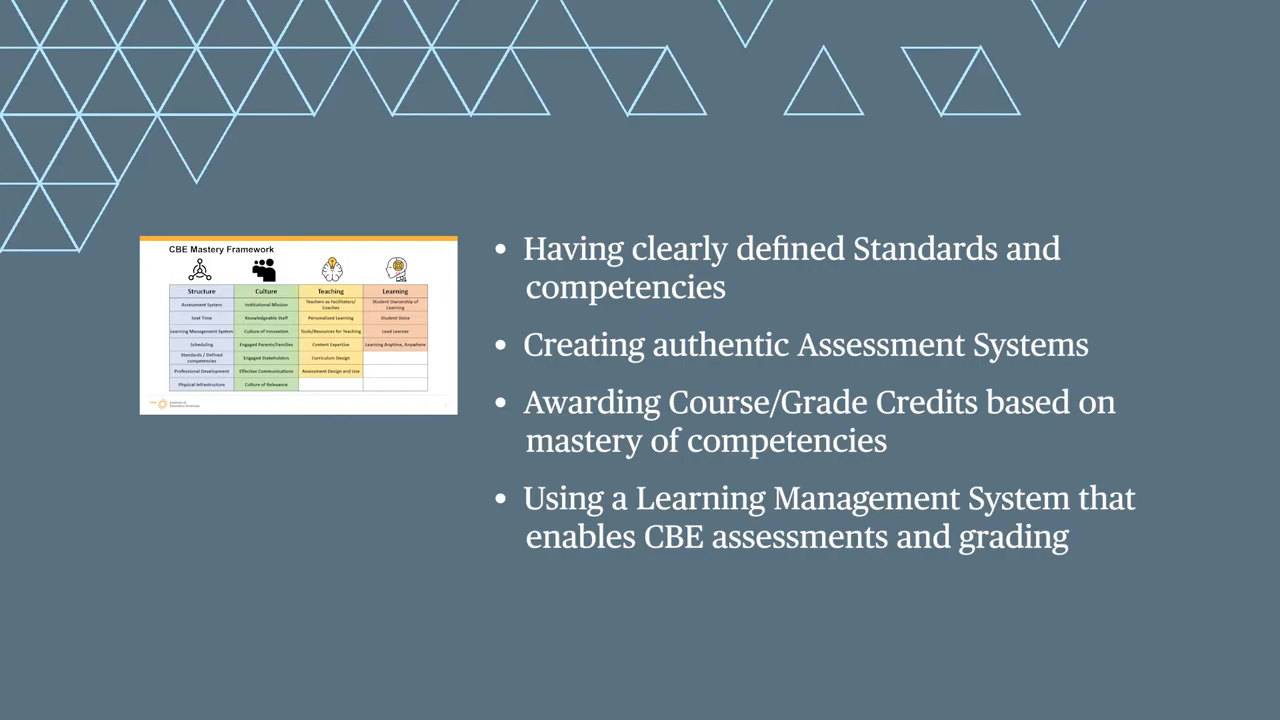 CBE Mastery Framework
Structure Culture Teaching Learning
Assessment System Institutional Mission Teachers as Facilitators/ Coaches Student Ownership of Learning
Seat Time Knowledgeable Staff Personalized Learning Student Voice
Learning Management System Culture of Innovation Tools/Resources for Teaching Lead Learner
Scheduling Engaged Parents/Families Content Expertise Learning Anytime, Anywhere
Standards / Defined competencies Engaged Stakeholders Curriculum Design
Professional Development Effective Communications Assessment Design and Use
Physical Infrastructure Culture of Relevance
• Having clearly defined Standards and
competencies
• Creating authentic Assessment Systems
• Awarding Course/Grade Credits based on
mastery of competencies
• Using a Learning Management System that
enables CBE assessments and grading